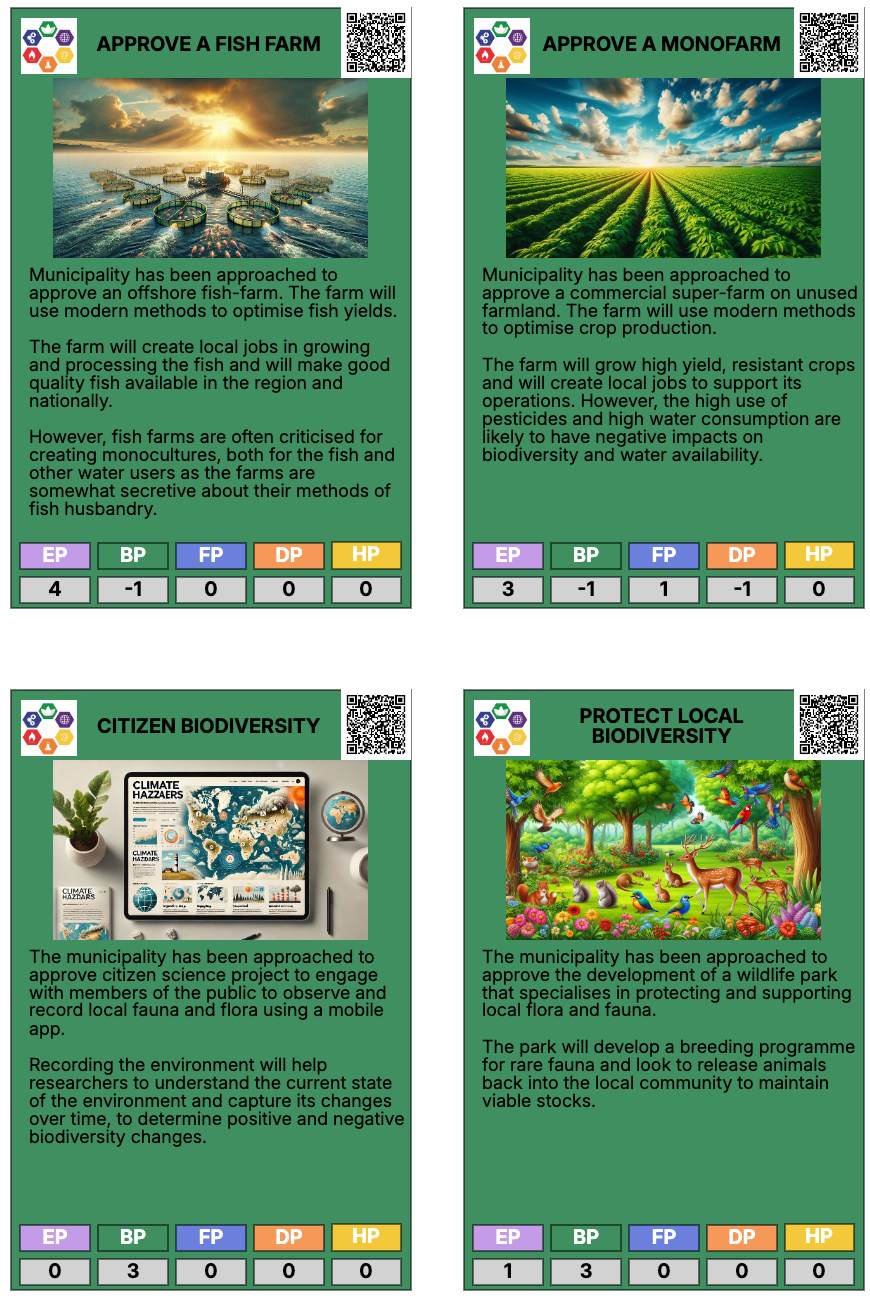 APPROVE A FISH FARM
Municipality has been approached to
approve an offshore fish-farm. The farm will
use modern methods to optimise fish yields.
The farm will create local jobs in growing
and processing the fish and will make good
quality fish available in the region and
nationally.
However, fish farms are often criticised for
creating monocultures, both for the fish and
other water users as the farms are
somewhat secretive about their methods of
fish husbandry.
EP BP FP DP HP
4 -1 0 0 0
APPROVE A MONOFARM
Municipality has been approached to
approve a commercial super-farm on unused
farmland. The farm will use modern methods
to optimise crop production.
The farm will grow high yield, resistant crops
and will create local jobs to support its
operations. However, the high use of
pesticides and high water consumption are
likely to have negative impacts on
biodiversity and water availability.
EP BP FP DP HP
3 -1 1 -1 0
CITIZEN BIODIVERSITY
CLIMATE
HAZZAERS
CLIMATE
HAZDARS
CLIMATE
HAZDARS
The municipality has been approached to
approve citizen science project to engage
with members of the public to observe and
record local fauna and flora using a mobile
app.
Recording the environment will help
researchers to understand the current state
of the environment and capture its changes
over time, to determine positive and negative
biodiversity changes.
EP BP FP DP HP
0 3 0 0 0
PROTECT LOCAL
BIODIVERSITY
The municipality has been approached to
approve the development of a wildlife park
that specialises in protecting and supporting
local flora and fauna.
The park will develop a breeding programme
for rare fauna and look to release animals
back into the local community to maintain
viable stocks.
EP BP FP DP HP
1 3 0 0 0